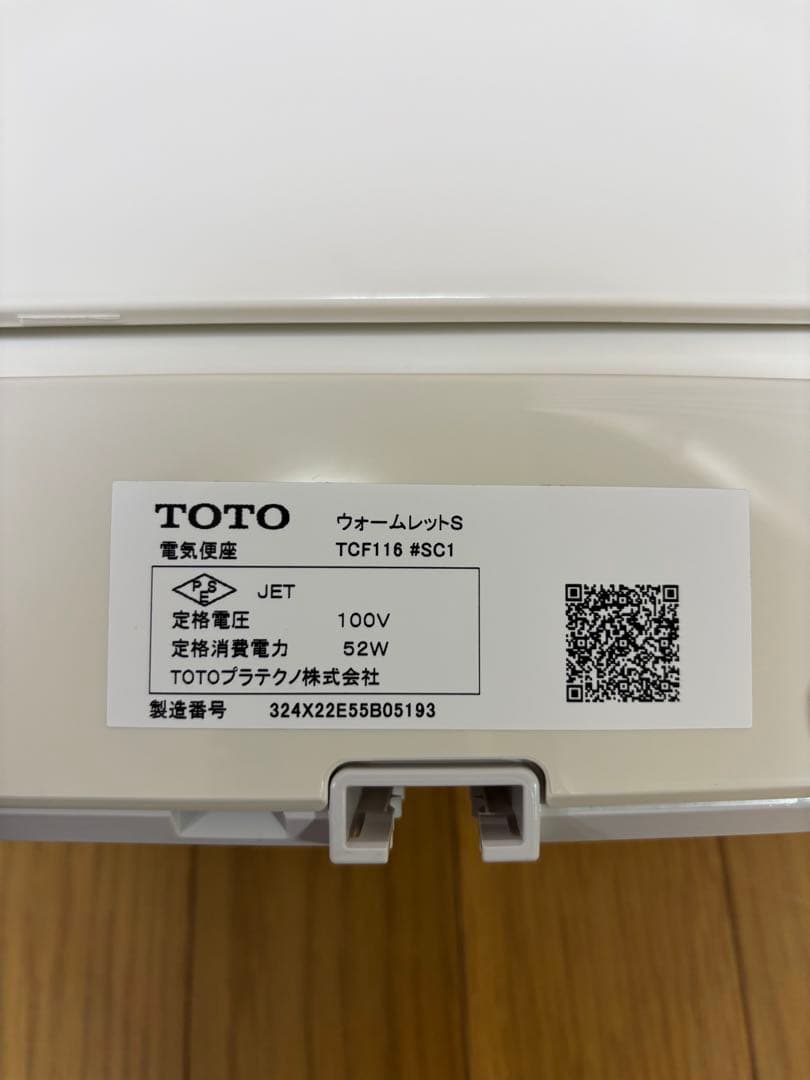 TOTO ウォームレットS
電気便座 TCF116 #SC1
PSE JET
定格電圧 100V
定格消費電力 52W
TOTOプラテクノ株式会社
製造番号 324X22E55B05193